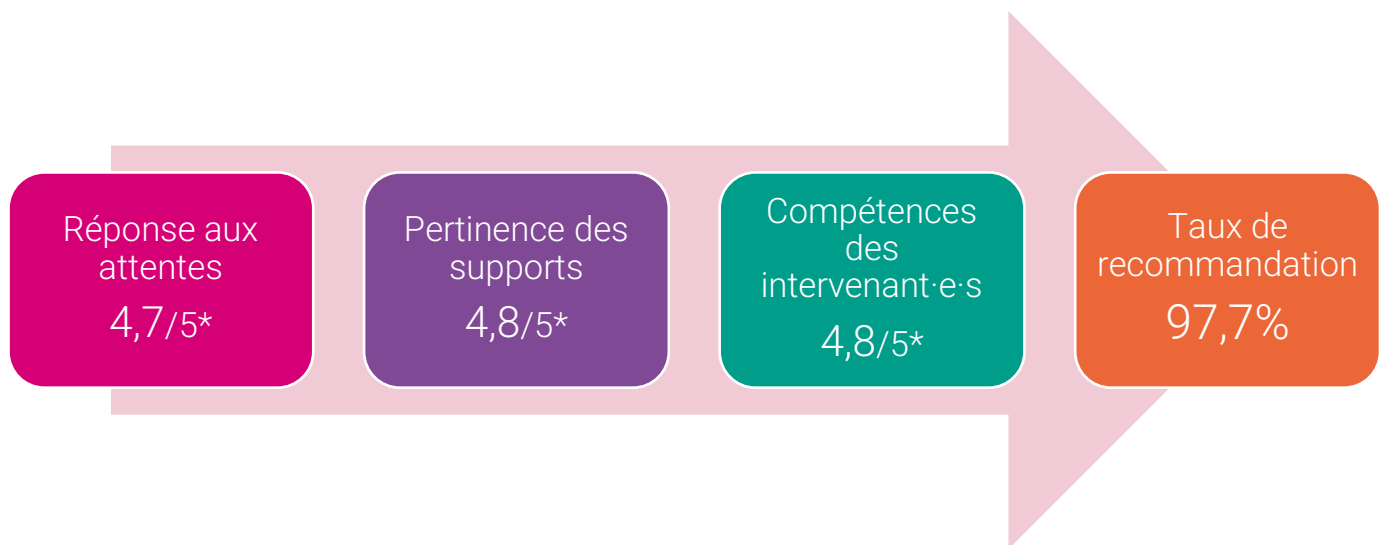 Réponse aux
attentes
4,7/5*
Pertinence des
supports
4,8/5*
Compétences
des
intervenant·e·s
4,8/5*
Taux de
recommandation
97,7%